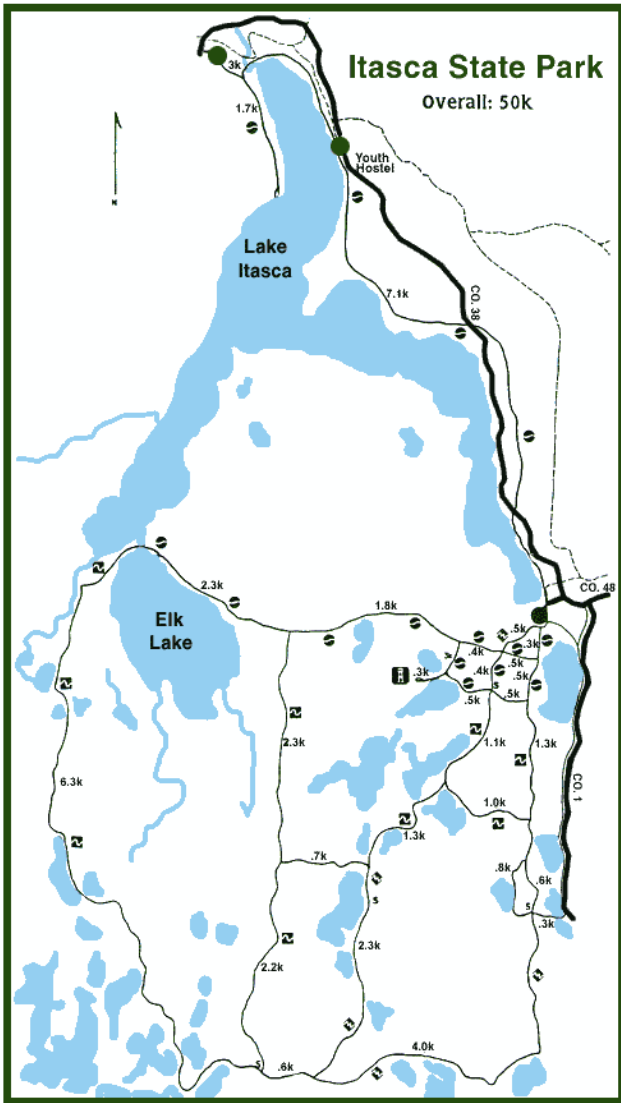 Itasca State Park
Overall: 50k
3k
1.7k
Youth
Hostel
Lake
Itasca
7.1k
CO. 38
2.3k
CO. 48
1.8k
.5k
.3k
Elk
Lake
.4k
.5k
.3k
.4k
.5k
S
.5k
.5k
2.3k
1.1k
1.3k
6.3k
CO. 1
1.0k
1.3k
.7k
.8k
.6k
S
S
.3k
2.3k
2.2k
4.0k
S
.6k